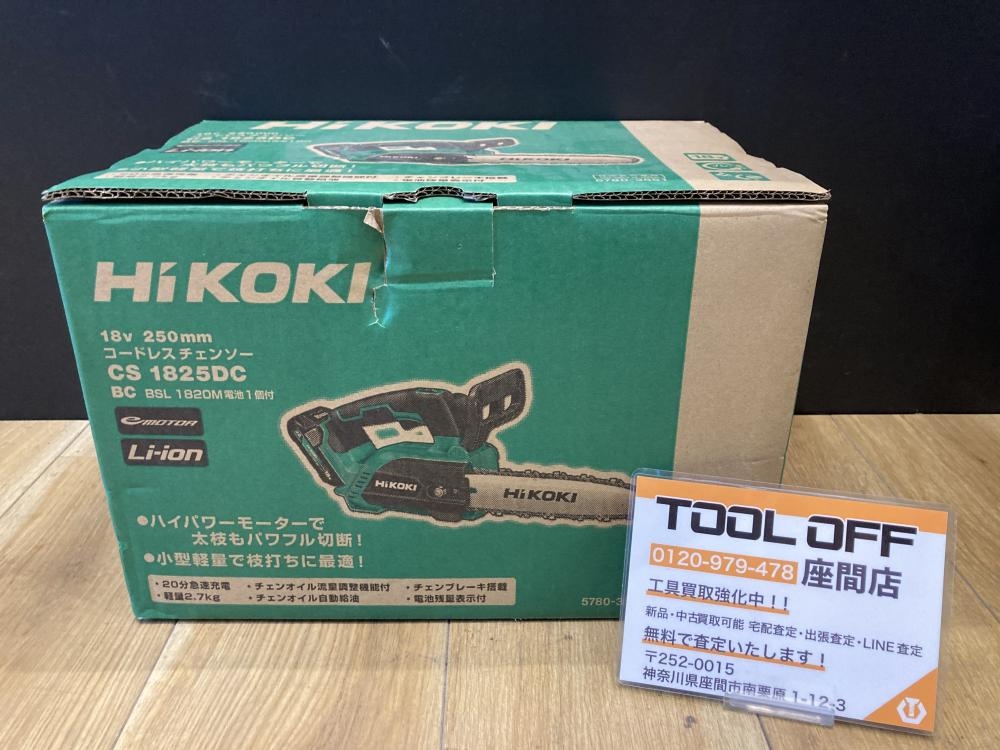 HiKOKI
CS 1825DC
HiKOKI
HiKOKI
18v 250mm
コードレスチェンソー
CS 1825DC
BC BSL 1820M電池1個付
eMOTOR
Li-ion
HiKOKI
HiKOKI
●ハイパワーモーターで
太枝もパワフル切断！
●小型軽量で枝打ちに最適！
・20分急速充電 ・チェンオイル流量調整機能付 ・チェンブレーキ搭載
・軽量2.7kg ・チェンオイル自動給油 ・電池残量表示付
5780-3
TOOL OFF
0120-979-478 座間店
工具買取強化中！！
新品・中古買取可能 宅配査定・出張査定・LINE査定
無料で査定いたします！
〒252-0015
神奈川県座間市南栗原1-12-3